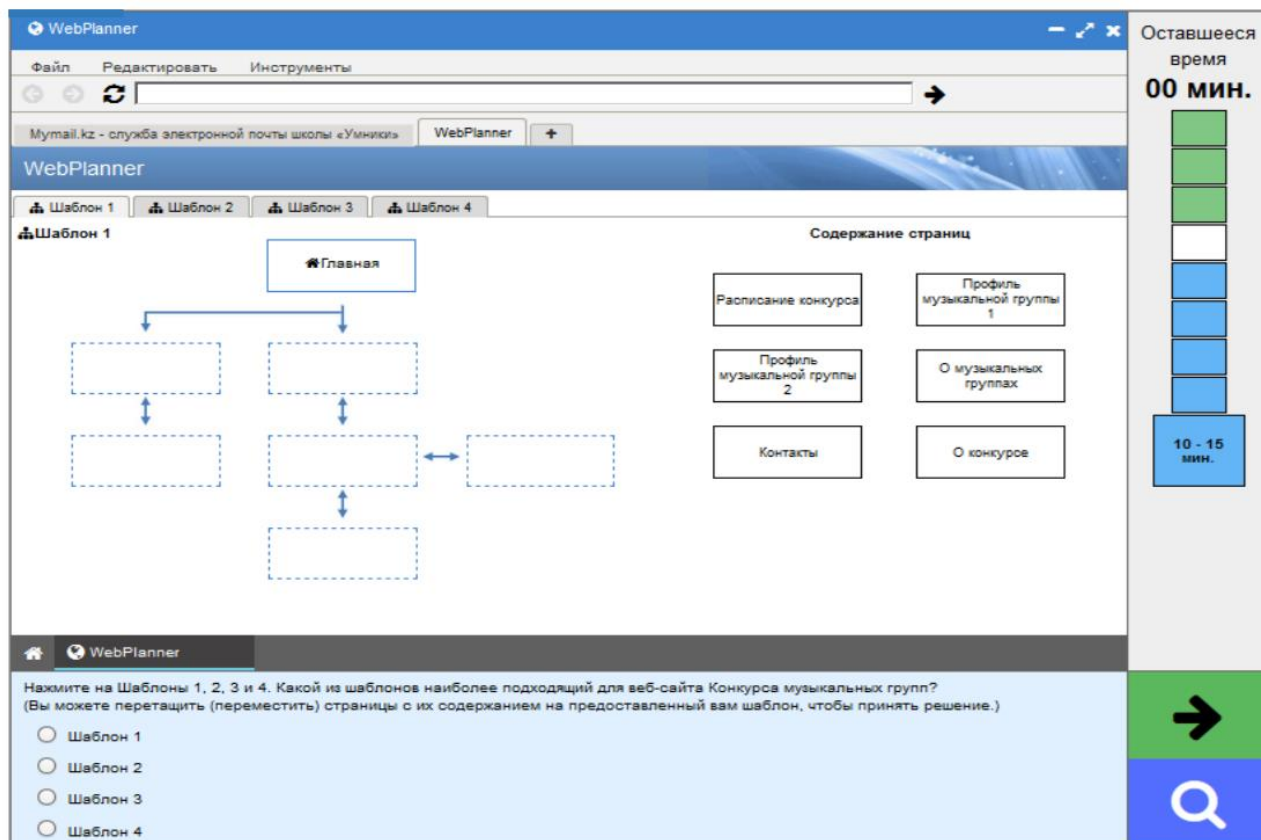 WebPlanner
Файл Редактировать Инструменты
Mymail.kz - служба электронной почты школы «Умники» WebPlanner +
WebPlanner
Шаблон 1 Шаблон 2 Шаблон 3 Шаблон 4
Шаблон 1
Главная
Содержание страниц
Расписание конкурса
Профиль
музыкальной группы
1
Профиль
музыкальной группы
2
О музыкальных
группах
Контакты
О конкурсе
WebPlanner
Нажмите на Шаблоны 1, 2, 3 и 4. Какой из шаблонов наиболее подходящий для веб-сайта Конкурса музыкальных групп?
(Вы можете перетащить (переместить) страницы с их содержанием на предоставленный вам шаблон, чтобы принять решение.)
Шаблон 1
Шаблон 2
Шаблон 3
Шаблон 4
Оставшееся
время
00 мин.
10 - 15
мин.